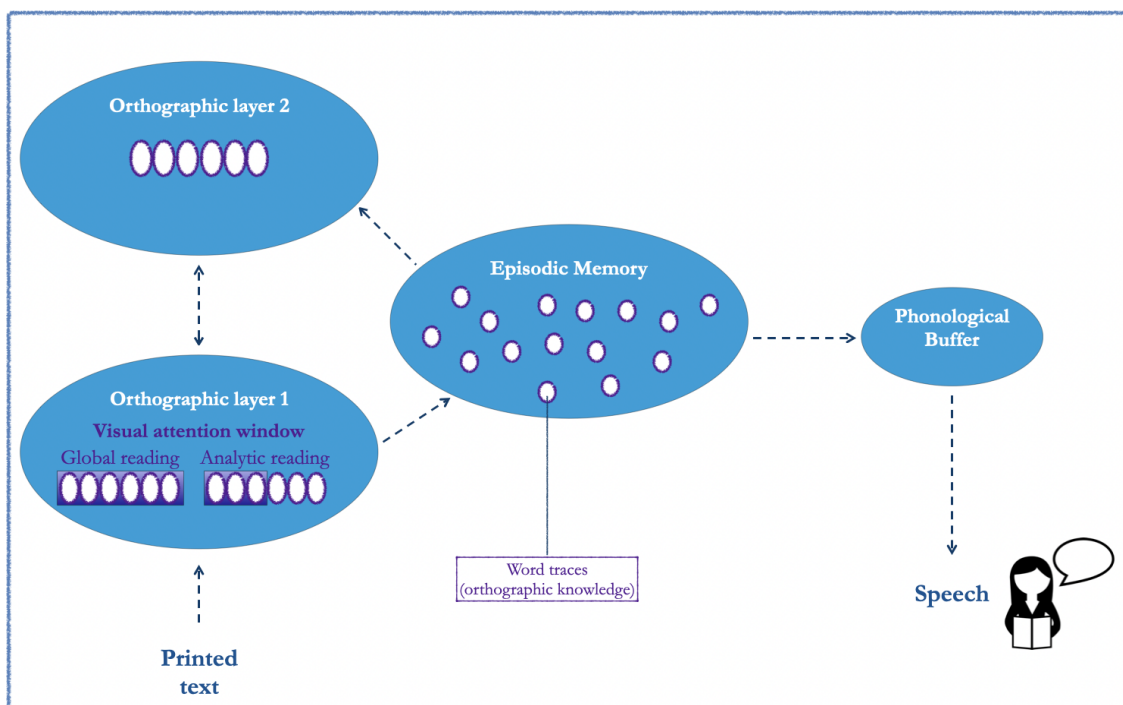 Orthographic layer 2
Episodic Memory
Phonological
Buffer
Orthographic layer 1
Visual attention window
Global reading
Analytic reading
Word traces
(orthographic knowledge)
Speech
Printed
text